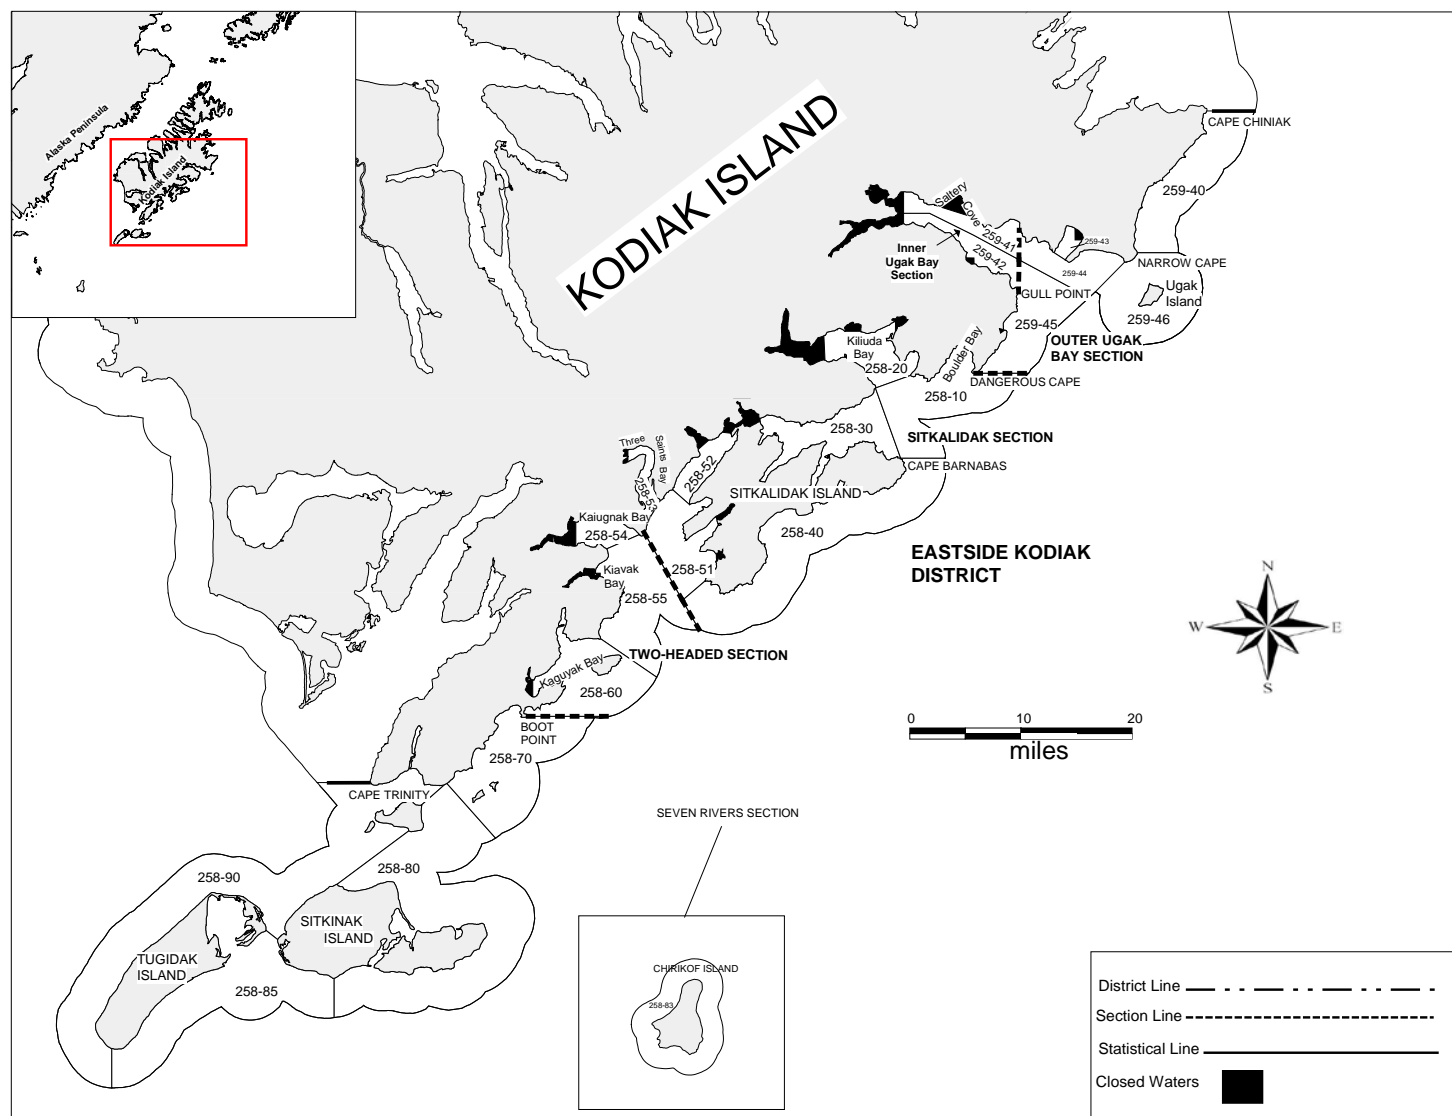 Alaska Peninsula
Kodiak Island
KODIAK ISLAND
CAPE CHINIAK
259-40
Saltery
Cove
259-41
259-42
259-43
259-44
Inner
Ugak Bay
Section
NARROW CAPE
Ugak
Island
GULL POINT
259-46
259-45
OUTER UGAK
BAY SECTION
Kiliuda
Bay
258-20
Boulder Bay
DANGEROUS CAPE
258-10
258-30
SITKALIDAK SECTION
CAPE BARNABAS
Three
Saints Bay
258-52
258-53
SITKALIDAK ISLAND
Kaiugnak Bay
258-54
258-40
EASTSIDE KODIAK
DISTRICT
Kiavak
Bay
258-51
258-55
N
W
E
S
TWO-HEADED SECTION
Kaguyak Bay
258-60
BOOT
POINT
258-70
0
10
20
miles
CAPE TRINITY
SEVEN RIVERS SECTION
258-80
258-90
SITKINAK
ISLAND
TUGIDAK
ISLAND
258-85
CHIRIKOF ISLAND
258-83
District Line
Section Line
Statistical Line
Closed Waters